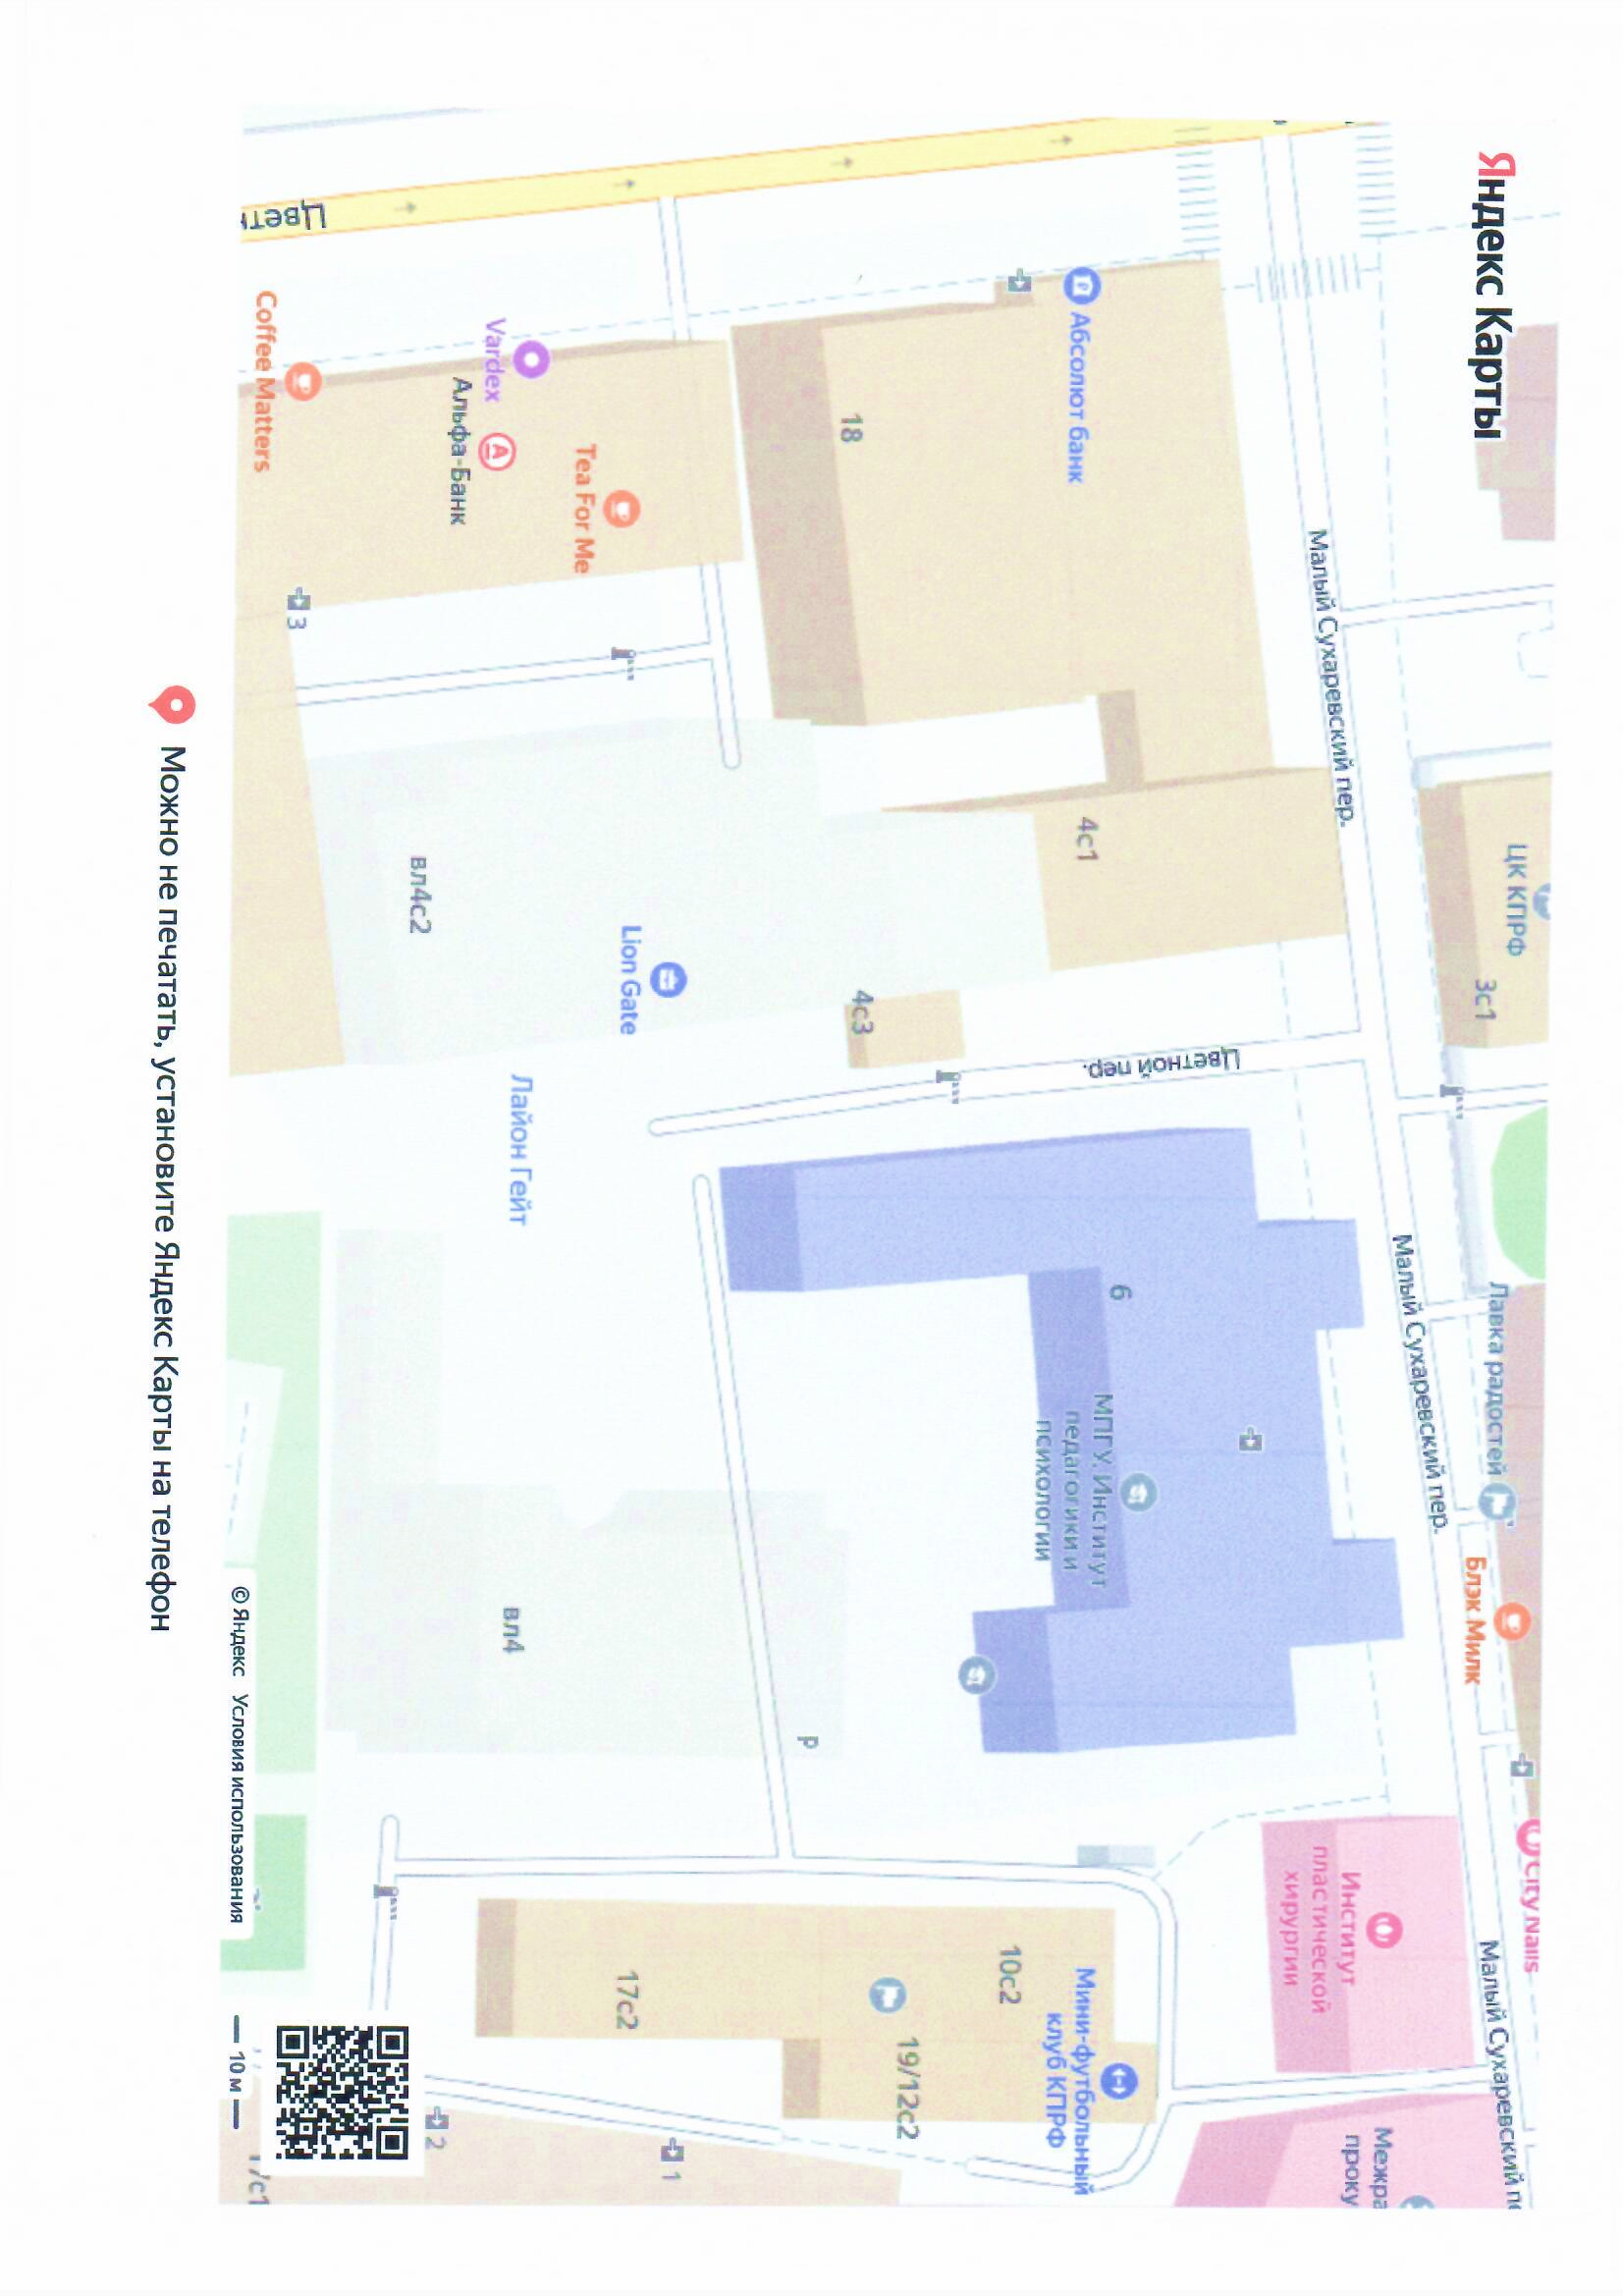 Яндекс Карты
Малый Сухаревский пер.
ЦК КПРФ
3с1
Лавка радостей
Малый Сухаревский пер.
Блэк Милк
City Nails
Малый Сухаревский
Абсолют банк
18
4с1
4с3
Цветной пер.
6
МПГУ. Институт
педагогики и
психологии
Институт
пластической
хирургии
Мини-футбольный
клуб КПРФ
10с2
19/12с2
17с2
P
Tea For Me
Vardex
Альфа-Банк
Coffee Matters
3
Lion Gate
Лайон Гейт
вл4с2
вл4
1
2
© Яндекс Условия использования
10 м
Можно не печатать, установите Яндекс Карты на телефон